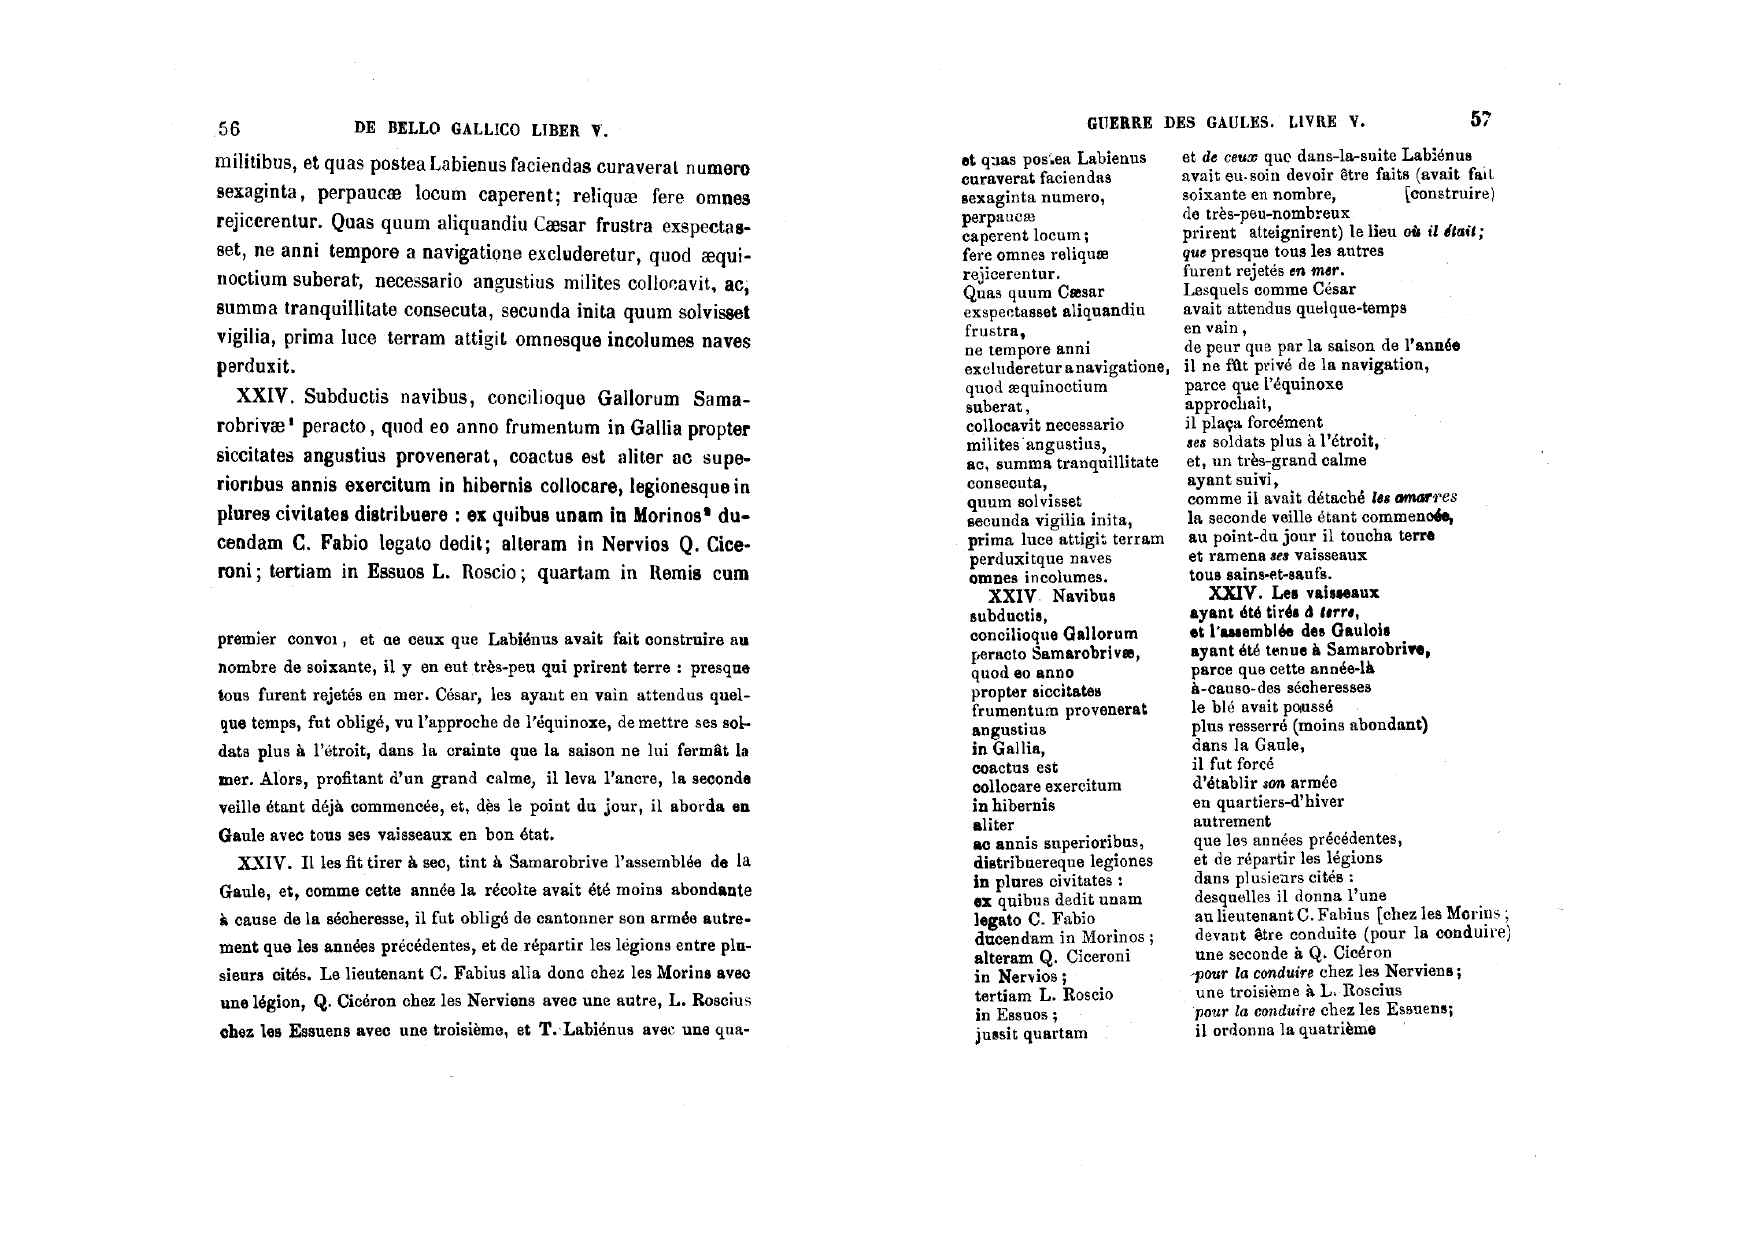 56 DE BELLO GALLICO LIBER V.
militibus, et quas postea Labienus faciendas curaverat numero
sexaginta, perpaucæ locum caperent; reliquæ fere omnes
rejicerentur. Quas quum aliquandiu Cæsar frustra exspectas-
set, ne anni tempore a navigatione excluderetur, quod æqui-
noctium suberat, necessario angustius milites collocavit, ac,
summa tranquillitate consecuta, secunda inita quum solvisset
vigilia, prima luce terram attigit omnesque incolumes naves
perduxit.
XXIV. Subductis navibus, concilioque Gallorum Sama-
robrivæ¹ peracto, quod eo anno frumentum in Gallia propter
siccitates angustius provenerat, coactus est aliter ac supe-
rioribus annis exercitum in hibernis collocare, legionesque in
plures civitates distribuere : ex quibus unam in Morinos² du-
cendam C. Fabio legato dedit; alteram in Nervios Q. Cice-
roni; tertiam in Essuos L. Roscio; quartam in Remis cum
premier convoi, et de ceux que Labiénus avait fait construire au
nombre de soixante, il y en eut très-peu qui prirent terre : presque
tous furent rejetés en mer. César, les ayant en vain attendus quel-
que temps, fut obligé, vu l'approche de l'équinoxe, de mettre ses sol-
dats plus à l'étroit, dans la crainte que la saison ne lui fermât la
mer. Alors, profitant d'un grand calme, il leva l'ancre, la seconde
veille étant déjà commencée, et, dès le point du jour, il aborda en
Gaule avec tous ses vaisseaux en bon état.
XXIV. Il les fit tirer à sec, tint à Samarobrive l'assemblée de la
Gaule, et, comme cette année la récolte avait été moins abondante
à cause de la sécheresse, il fut obligé de cantonner son armée autre-
ment que les années précédentes, et de répartir les légions entre plu-
sieurs cités. Le lieutenant C. Fabius alla donc chez les Morins avec
une légion, Q. Cicéron chez les Nerviens avec une autre, L. Roscius
chez les Essuens avec une troisième, et T. Labiénus avec une qua-
GUERRE DES GAULES. LIVRE V. 57
et quas postea Labienus
curaverat faciendas
sexaginta numero,
perpaucæ
caperent locum;
fere omnes reliquæ
rejicerentur.
Quas quum Cæsar
exspectasset aliquandiu
frustra,
ne tempore anni
excluderetur a navigatione,
quod æquinoctium
suberat,
collocavit necessario
milites angustius,
ac, summa tranquillitate
consecuta,
quum solvisset
secunda vigilia inita,
prima luce attigit terram
perduxitque naves
omnes incolumes.
XXIV. Navibus
subductis,
concilioque Gallorum
peracto Samarobrivæ,
quod eo anno
propter siccitates
frumentum provenerat
angustius
in Gallia,
coactus est
collocare exercitum
in hibernis
aliter
ac annis superioribus,
distribuereque legiones
in plures civitates :
ex quibus dedit unam
legato C. Fabio
ducendam in Morinos;
alteram Q. Ciceroni
in Nervios;
tertiam L. Roscio
in Essuos;
jussit quartam
et de ceux que dans-la-suite Labiénus
avait eu-soin devoir être faits (avait fait
soixante en nombre, [construire)
de très-peu-nombreux
prirent atteignirent) le lieu où il était;
que presque tous les autres
furent rejetés en mer.
Lesquels comme César
avait attendus quelque-temps
en vain,
de peur que par la saison de l'année
il ne fût privé de la navigation,
parce que l'équinoxe
approchait,
il plaça forcément
ses soldats plus à l'étroit,
et, un très-grand calme
ayant suivi,
comme il avait détaché les amarres
la seconde veille étant commencée,
au point-du jour il toucha terre
et ramena ses vaisseaux
tous sains-et-saufs.
XXIV. Les vaisseaux
ayant été tirés à terre,
et l'assemblée des Gaulois
ayant été tenue à Samarobrive,
parce que cette année-là
à-cause-des sécheresses
le blé avait poussé
plus resserré (moins abondant)
dans la Gaule,
il fut forcé
d'établir son armée
en quartiers-d'hiver
autrement
que les années précédentes,
et de répartir les légions
dans plusieurs cités :
desquelles il donna l'une
au lieutenant C. Fabius [chez les Morins;
devant être conduite (pour la conduire)
une seconde à Q. Cicéron
pour la conduire chez les Nerviens;
une troisième à L. Roscius
pour la conduire chez les Essuens;
il ordonna la quatrième